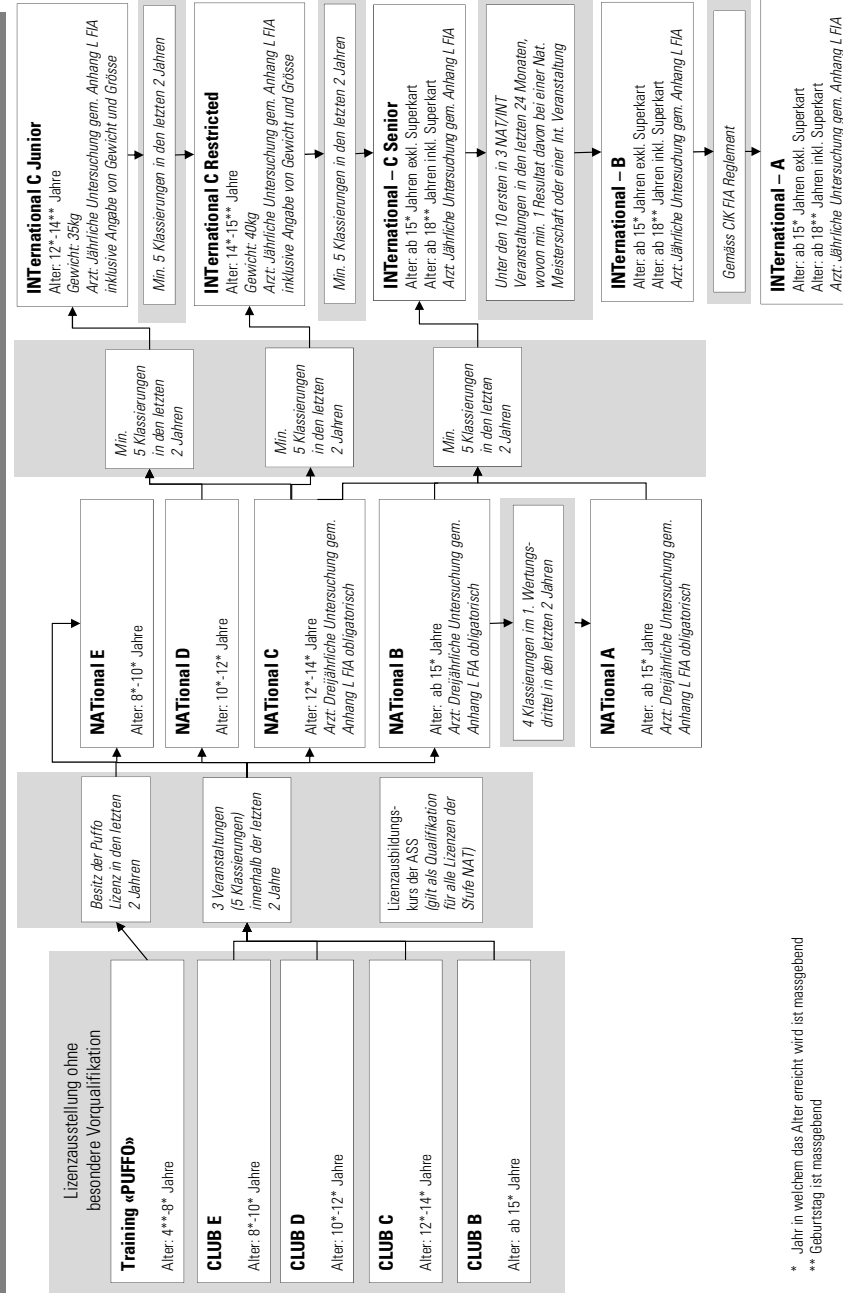 Lizenzausstellung ohne
besondere Vorqualifikation
Training «PUFFO»
Alter: 4**-8* Jahre
CLUB E
Alter: 8*-10* Jahre
CLUB D
Alter: 10*-12* Jahre
CLUB C
Alter: 12*-14* Jahre
CLUB B
Alter: ab 15* Jahre
Besitz der Puffo
Lizenz in den letzten
2 Jahren
3 Veranstaltungen
(5 Klassierungen)
innerhalb der letzten
2 Jahre
Lizenzausbildungs-
kurs der ASS
(gilt als Qualifikation
für alle Lizenzen der
Stufe NAT)
NATional E
Alter: 8*-10* Jahre
NATional D
Alter: 10*-12* Jahre
NATional C
Alter: 12*-14* Jahre
Arzt: Dreijährliche Untersuchung gem.
Anhang L FIA obligatorisch
NATional B
Alter: ab 15* Jahre
Arzt: Dreijährliche Untersuchung gem.
Anhang L FIA obligatorisch
4 Klassierungen im 1. Wertungs-
drittel in den letzten 2 Jahren
NATional A
Alter: ab 15* Jahre
Arzt: Dreijährliche Untersuchung gem.
Anhang L FIA obligatorisch
Min.
5 Klassierungen
in den letzten
2 Jahren
Min.
5 Klassierungen
in den letzten
2 Jahren
Min.
5 Klassierungen
in den letzten
2 Jahren
INTernational C Junior
Alter: 12*-14** Jahre
Gewicht: 35kg
Arzt: Jährliche Untersuchung gem. Anhang L FIA
inklusive Angabe von Gewicht und Grösse
Min. 5 Klassierungen in den letzten 2 Jahren
INTernational C Restricted
Alter: 14*-15** Jahre
Gewicht: 40kg
Arzt: Jährliche Untersuchung gem. Anhang L FIA
inklusive Angabe von Gewicht und Grösse
Min. 5 Klassierungen in den letzten 2 Jahren
INTernational – C Senior
Alter: ab 15* Jahren exkl. Superkart
Alter: ab 18** Jahren inkl. Superkart
Arzt: Jährliche Untersuchung gem. Anhang L FIA
Unter den 10 ersten in 3 NAT/INT
Veranstaltungen in den letzten 24 Monaten,
wovon min. 1 Resultat davon bei einer Nat.
Meisterschaft oder einer Int. Veranstaltung
INTernational – B
Alter: ab 15* Jahren exkl. Superkart
Alter: ab 18** Jahren inkl. Superkart
Arzt: Jährliche Untersuchung gem. Anhang L FIA
Gemäss CIK FIA Reglement
INTernational – A
Alter: ab 15* Jahren exkl. Superkart
Alter: ab 18** Jahren inkl. Superkart
Arzt: Jährliche Untersuchung gem. Anhang L FIA
* Jahr in welchem das Alter erreicht wird ist massgebend
** Geburtstag ist massgebend